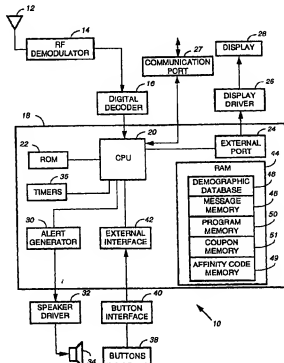 12
14
RF
DEMODULATOR
27
COMMUNICATION
PORT
28
DISPLAY
16
DIGITAL
DECODER
26
DISPLAY
DRIVER
18
20
CPU
22
ROM
24
EXTERNAL
PORT
44
RAM
DEMOGRAPHIC
DATABASE
48
MESSAGE
MEMORY
46
PROGRAM
MEMORY
50
COUPON
MEMORY
51
AFFINITY CODE
MEMORY
49
36
TIMERS
30
ALERT
GENERATOR
42
EXTERNAL
INTERFACE
32
SPEAKER
DRIVER
40
BUTTON
INTERFACE
10
34
38
BUTTONS